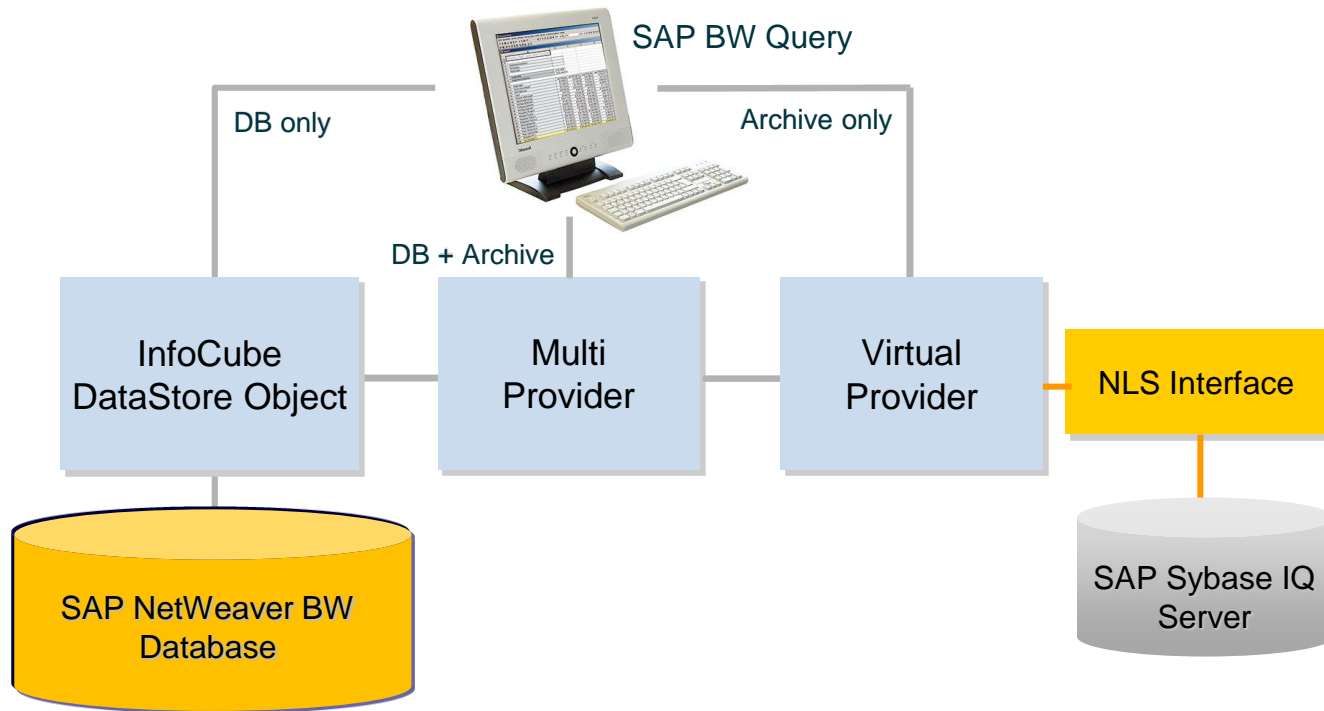 SAP BW Query
DB only
Archive only
DB + Archive
InfoCube
DataStore Object
Multi
Provider
Virtual
Provider
NLS Interface
SAP NetWeaver BW
Database
SAP Sybase IQ
Server